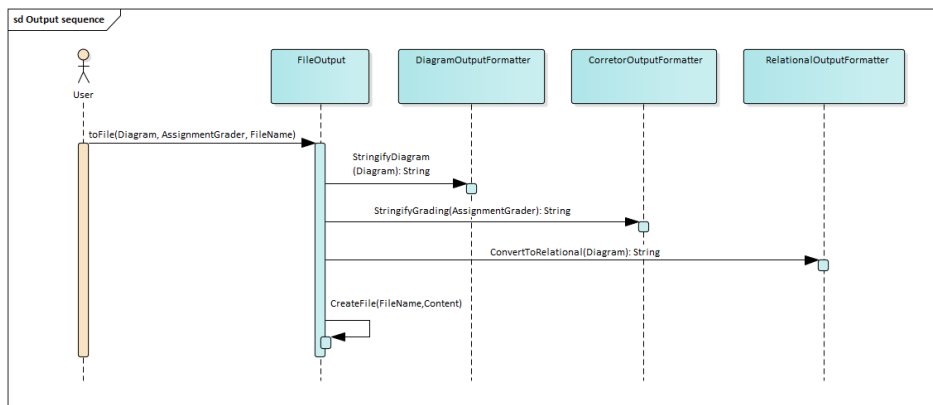 sd Output sequence
User
FileOutput
DiagramOutputFormatter
CorretorOutputFormatter
RelationalOutputFormatter
toFile(Diagram, AssignmentGrader, FileName)
StringifyDiagram
(Diagram): String
StringifyGrading(AssignmentGrader): String
ConvertToRelational(Diagram): String
CreateFile(FileName,Content)